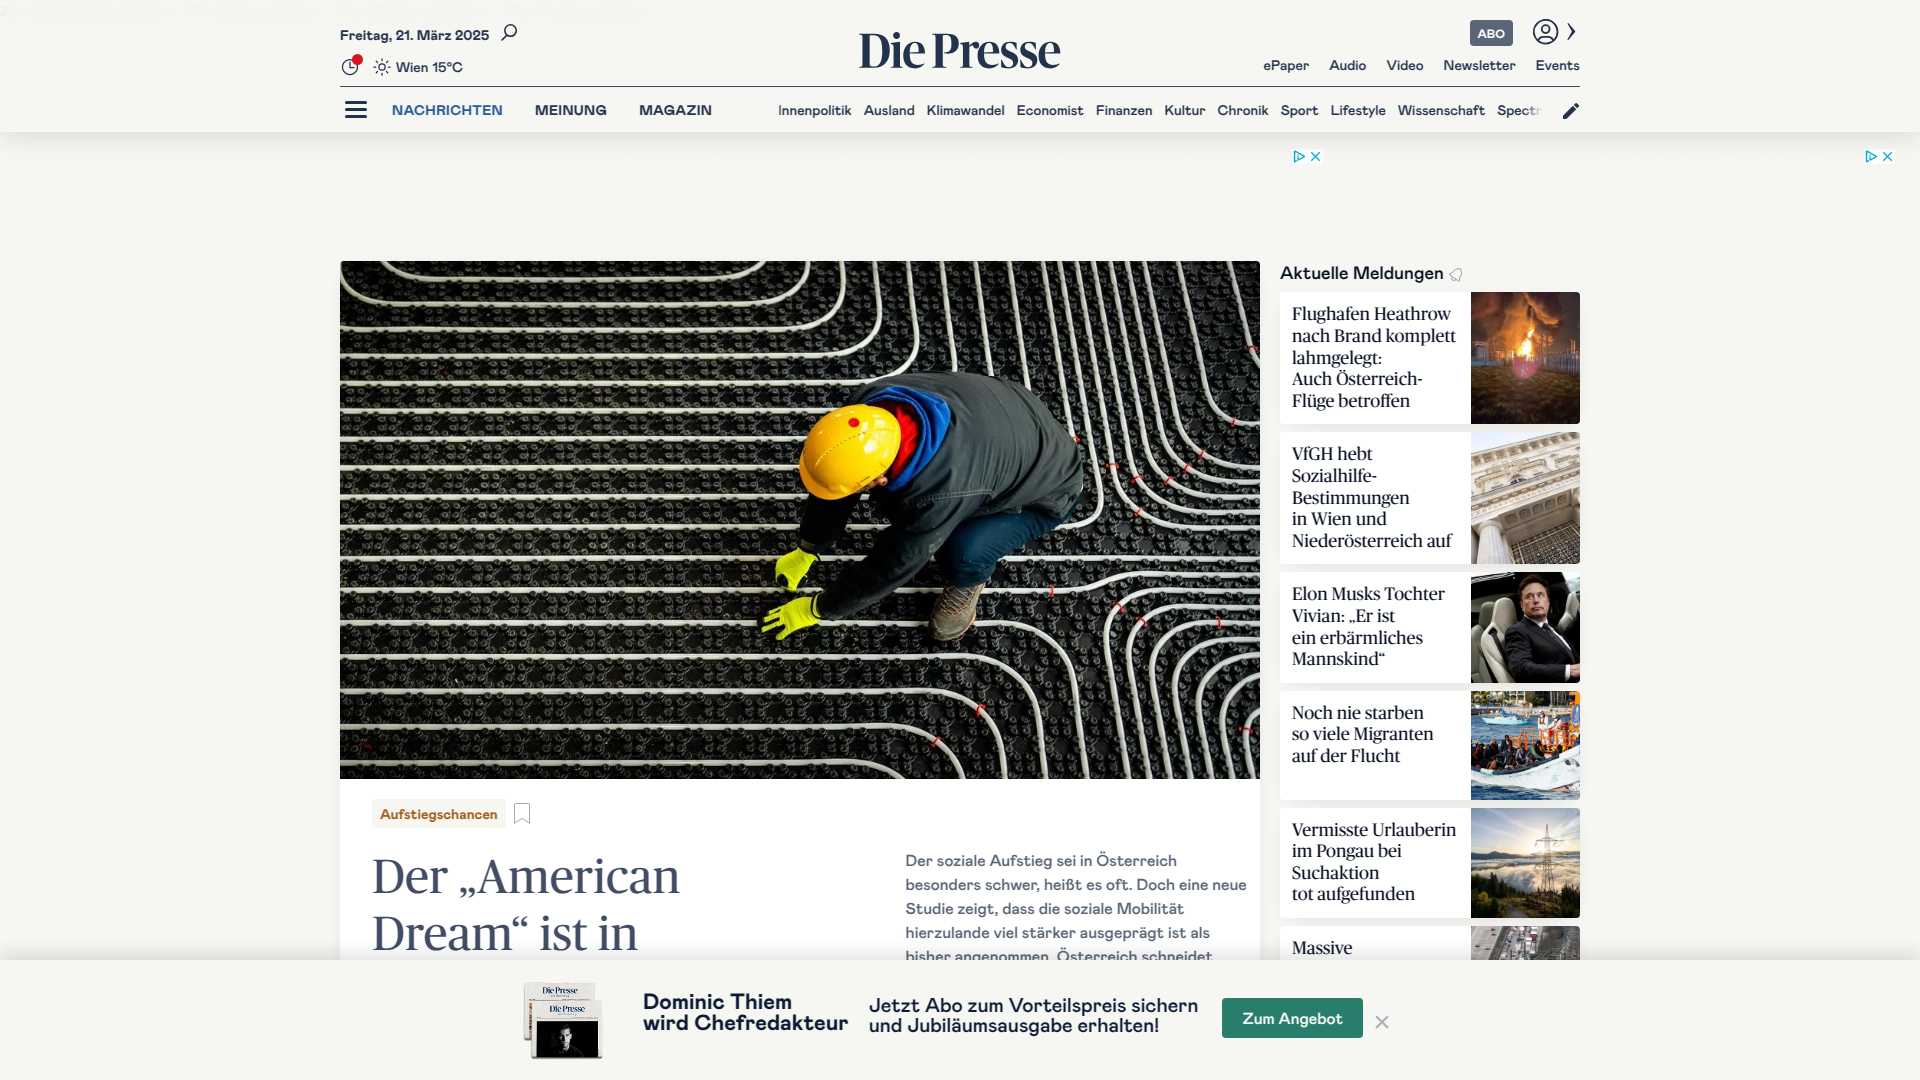 Freitag, 21. März 2025
Wien 15°C
Die Presse
ABO
ePaper Audio Video Newsletter Events
NACHRICHTEN MEINUNG MAGAZIN
Innenpolitik Ausland Klimawandel Economist Finanzen Kultur Chronik Sport Lifestyle Wissenschaft Spectr
Der „American
Dream“ ist in
Aufstiegschancen
Der soziale Aufstieg sei in Österreich
besonders schwer, heißt es oft. Doch eine neue
Studie zeigt, dass die soziale Mobilität
hierzulande viel stärker ausgeprägt ist als
bisher angenommen. Österreich schneidet
Aktuelle Meldungen
Flughafen Heathrow
nach Brand komplett
lahmgelegt:
Auch Österreich-
Flüge betroffen
VfGH hebt
Sozialhilfe-
Bestimmungen
in Wien und
Niederösterreich auf
Elon Musks Tochter
Vivian: „Er ist
ein erbärmliches
Mannskind“
Noch nie starben
so viele Migranten
auf der Flucht
Vermisste Urlauberin
im Pongau bei
Suchaktion
tot aufgefunden
Massive
Die Presse
Die Presse
Dominic Thiem
wird Chefredakteur
Jetzt Abo zum Vorteilspreis sichern
und Jubiläumsausgabe erhalten!
Zum Angebot